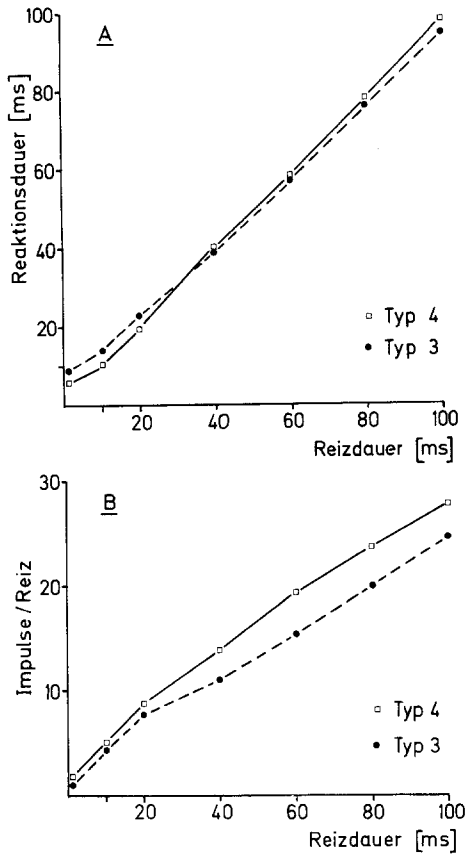 A
Reaktionsdauer [ms]
100
80
60
40
20
□ Typ 4
● Typ 3
20 40 60 80 100
Reizdauer [ms]
B
Impulse/Reiz
30
20
10
□ Typ 4
● Typ 3
20 40 60 80 100
Reizdauer [ms]